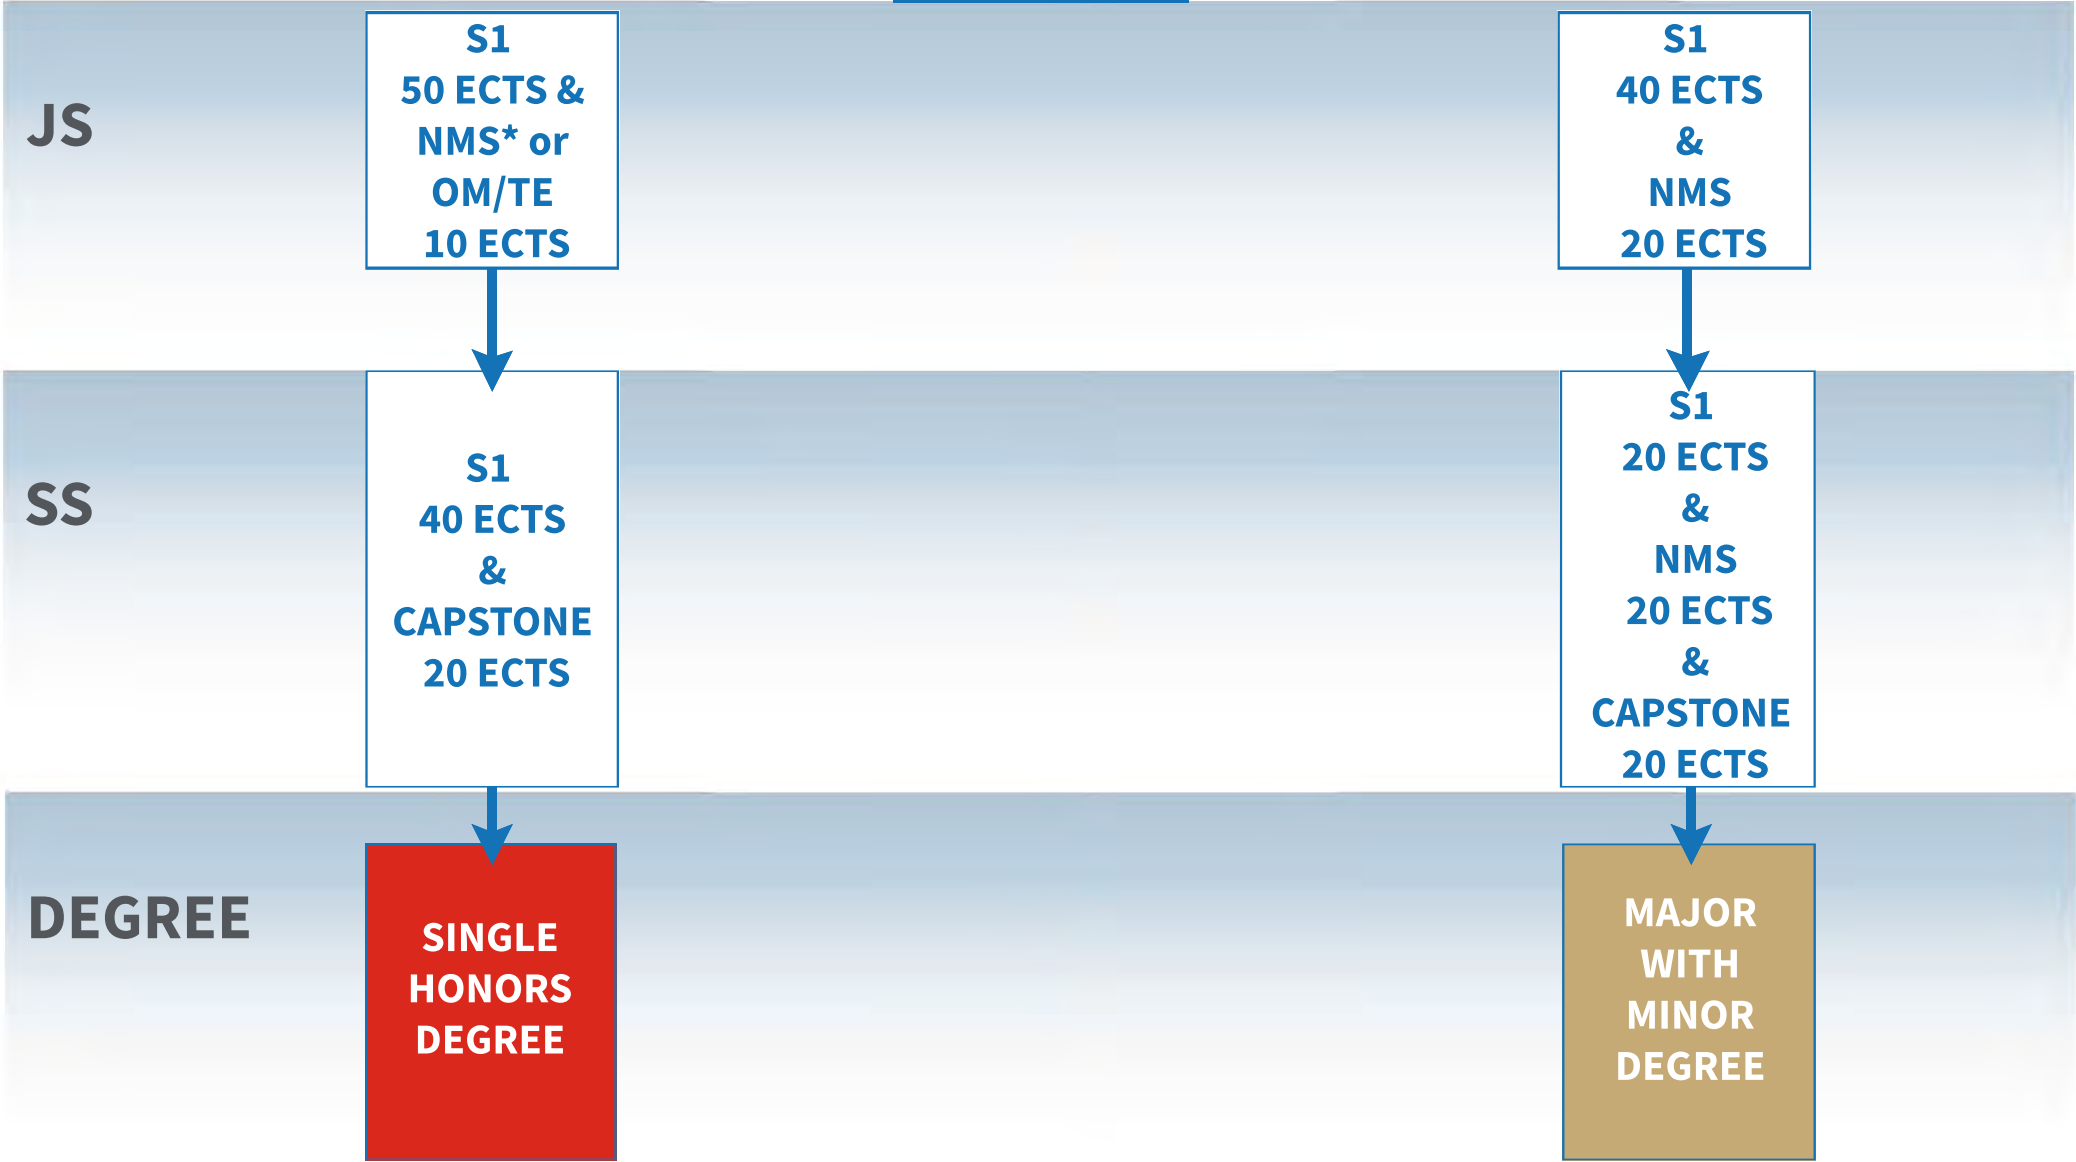 JS
S1
50 ECTS &
NMS* or
OM/TE
10 ECTS
S1
40 ECTS
&
NMS
20 ECTS
SS
S1
40 ECTS
&
CAPSTONE
20 ECTS
S1
20 ECTS
&
NMS
20 ECTS
&
CAPSTONE
20 ECTS
DEGREE
SINGLE
HONORS
DEGREE
MAJOR
WITH
MINOR
DEGREE